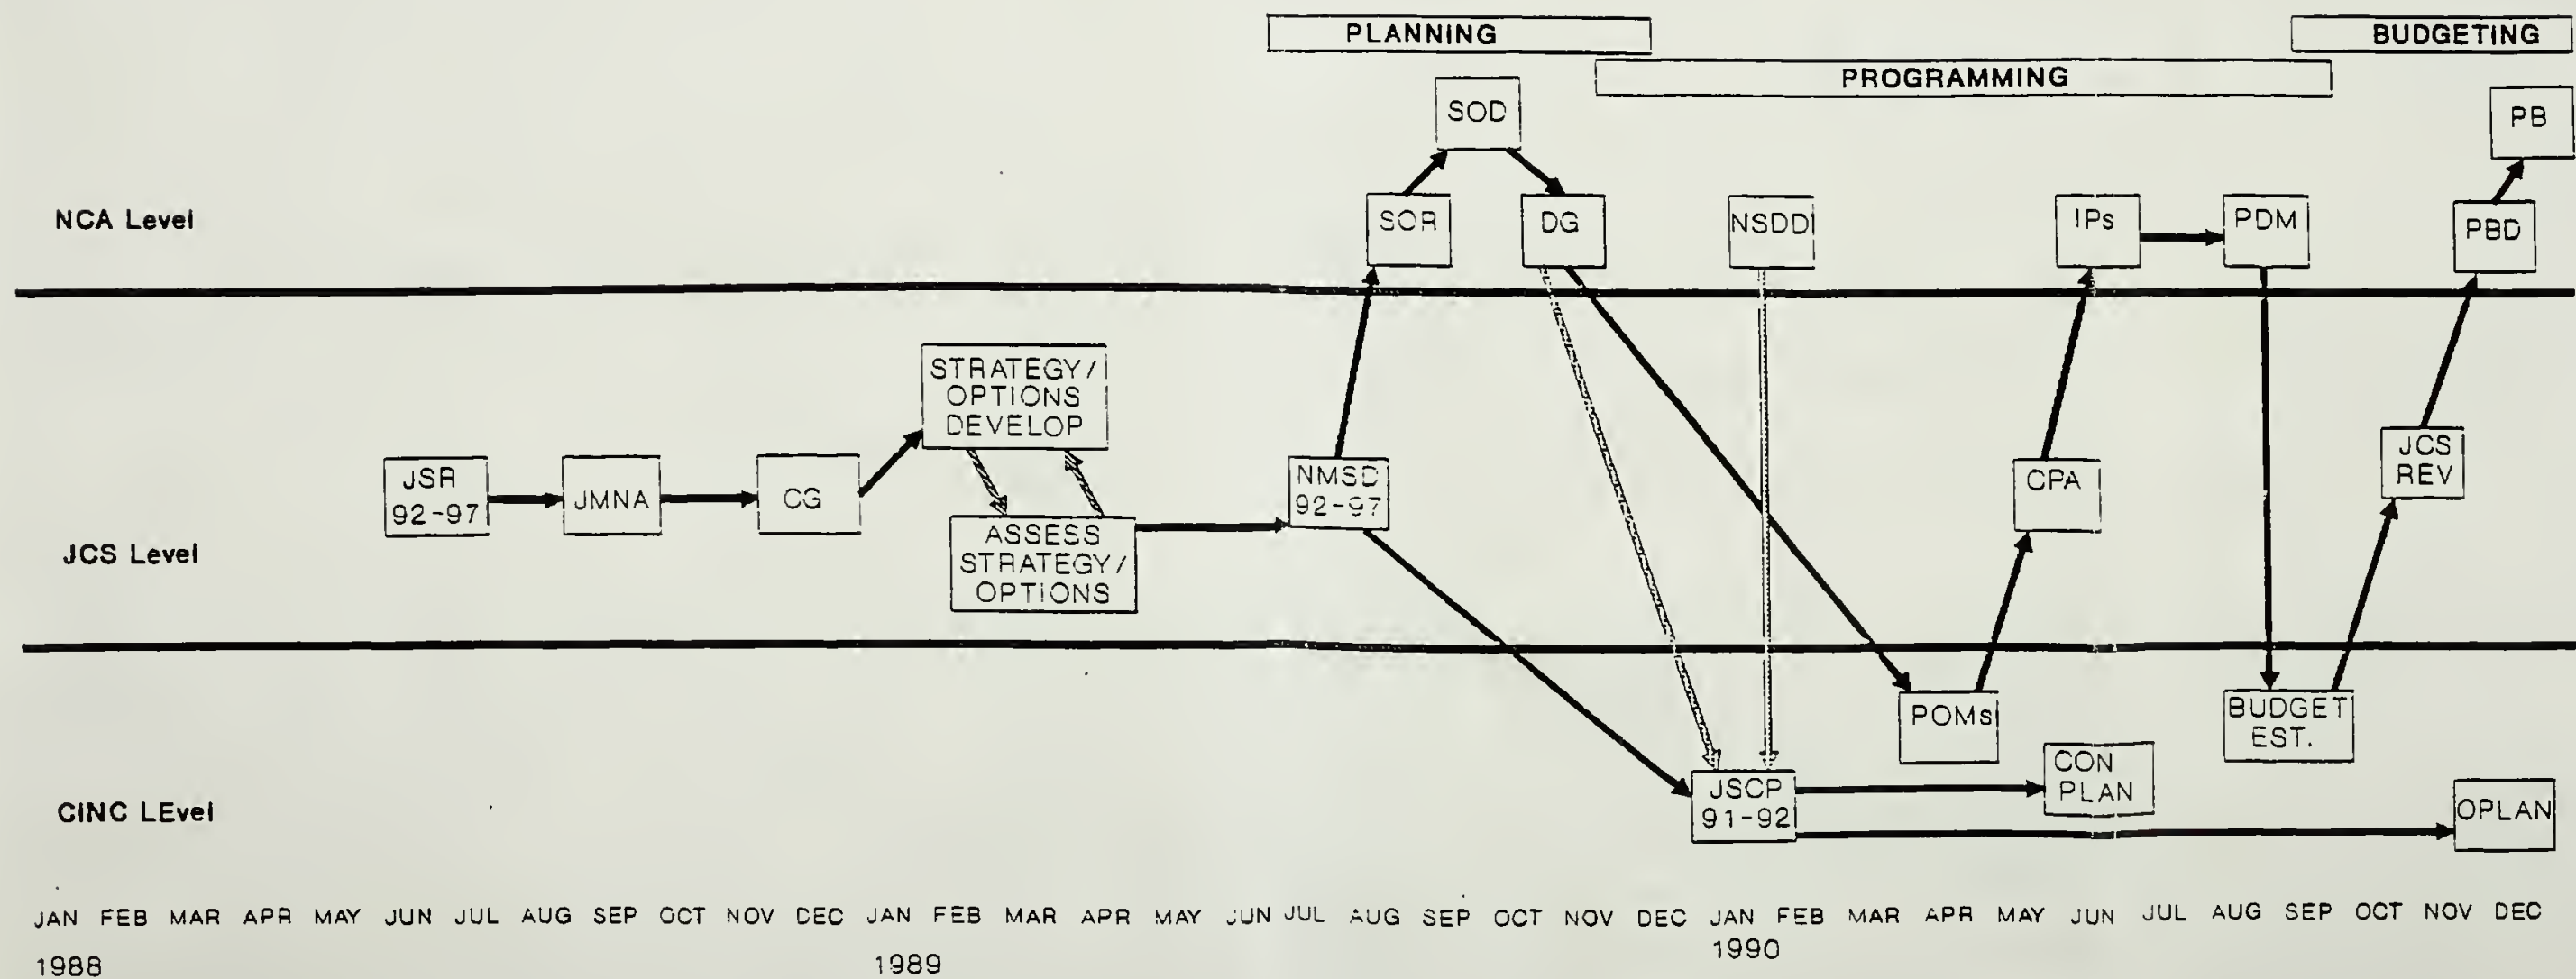 PLANNING
BUDGETING
PROGRAMMING
SOD
PB
NCA Level
SOR
DG
NSDD
IPs
PDM
PBD
STRATEGY/
OPTIONS
DEVELOP
JSR
92-97
JMNA
CG
NMSD
92-97
CPA
JCS
REV
JCS Level
ASSESS
STRATEGY/
OPTIONS
POMs
BUDGET
EST.
CON
PLAN
JSCP
91-92
OPLAN
CINC LEvel
JAN FEB MAR APR MAY JUN JUL AUG SEP OCT NOV DEC JAN FEB MAR APR MAY JUN JUL AUG SEP OCT NOV DEC JAN FEB MAR APR MAY JUN JUL AUG SEP OCT NOV DEC
1988 1989 1990